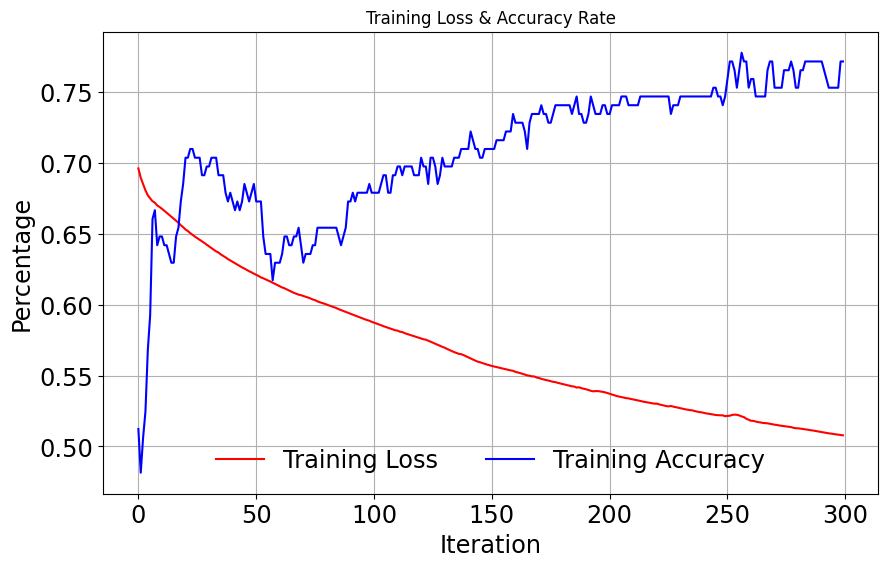 Training Loss & Accuracy Rate
Percentage
0.75
0.70
0.65
0.60
0.55
0.50
Training Loss
Training Accuracy
0 50 100 150 200 250 300
Iteration